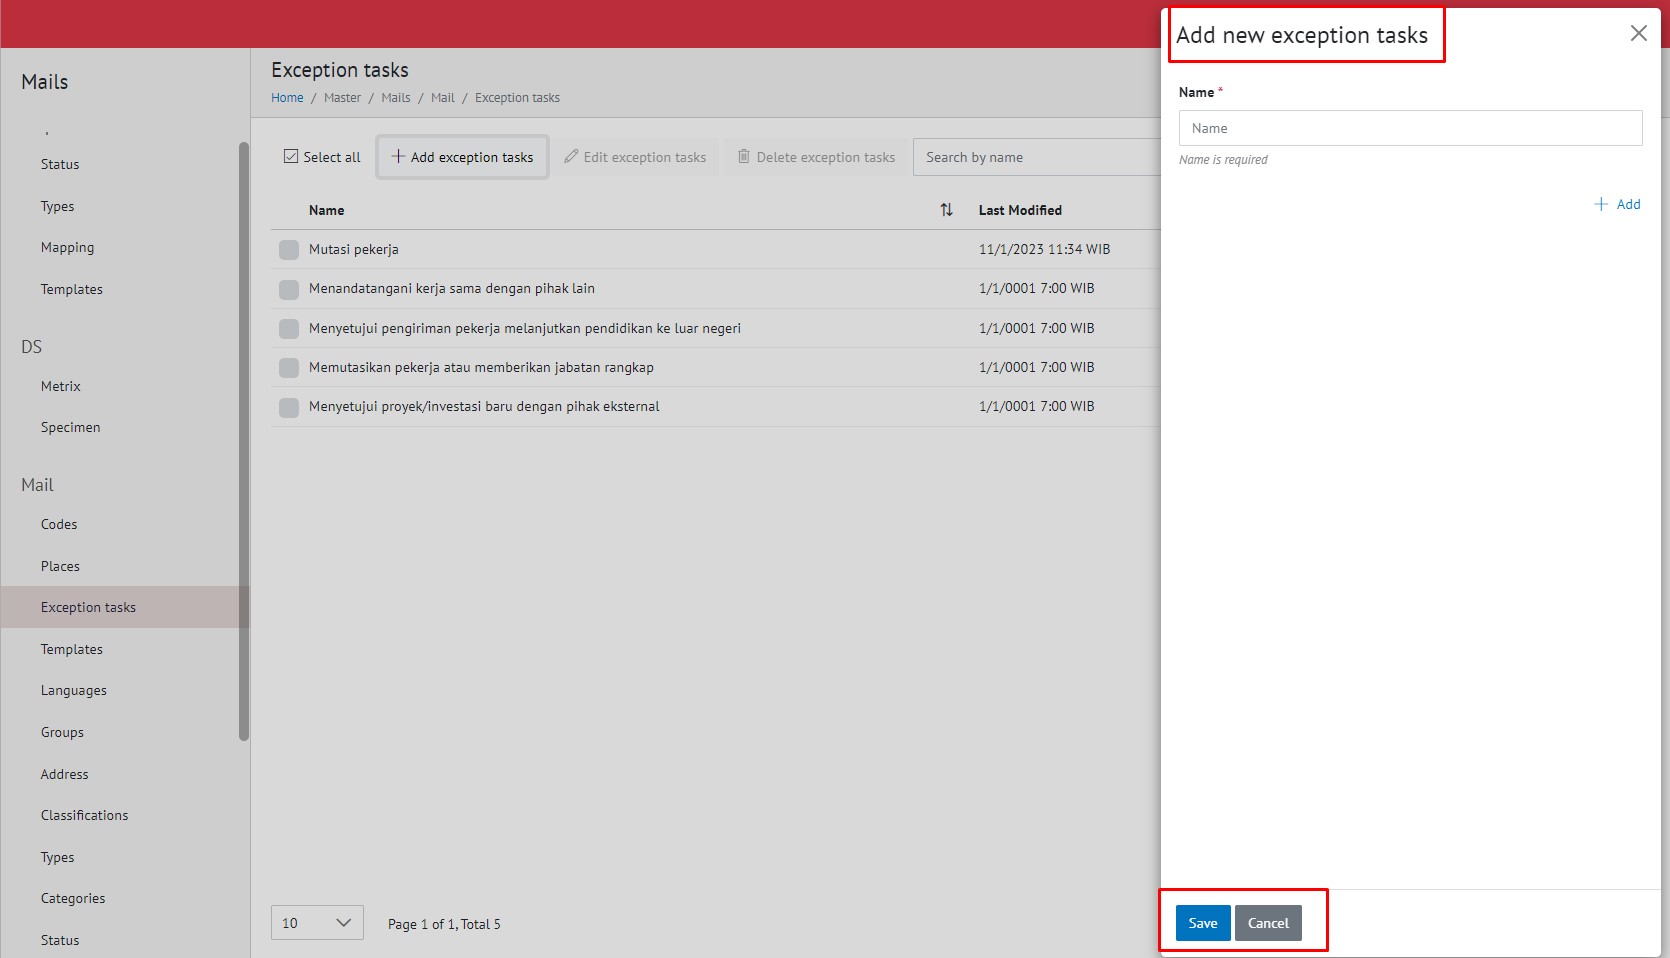 Mails
Status
Types
Mapping
Templates
DS
Metrix
Specimen
Mail
Codes
Places
Exception tasks
Templates
Languages
Groups
Address
Classifications
Types
Categories
Status
Exception tasks
Home / Master / Mails / Mail / Exception tasks
Select all + Add exception tasks Edit exception tasks Delete exception tasks Search by name
Name Last Modified
Mutasi pekerja 11/1/2023 11:34 WIB
Menandatangani kerja sama dengan pihak lain 1/1/0001 7:00 WIB
Menyetujui pengiriman pekerja melanjutkan pendidikan ke luar negeri 1/1/0001 7:00 WIB
Memutasikan pekerja atau memberikan jabatan rangkap 1/1/0001 7:00 WIB
Menyetujui proyek/investasi baru dengan pihak eksternal 1/1/0001 7:00 WIB
10 Page 1 of 1, Total 5
Add new exception tasks
Name *
Name
Name is required
+ Add
Save Cancel